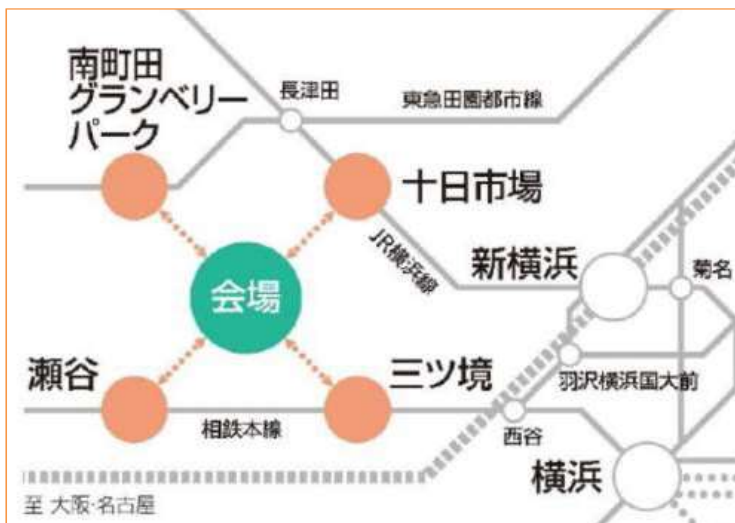 南町田
グランベリー
パーク
長津田
東急田園都市線
十日市場
JR横浜線
新横浜
菊名
会場
瀬谷
三ツ境
羽沢横浜国大前
相鉄本線
西谷
横浜
至 大阪・名古屋